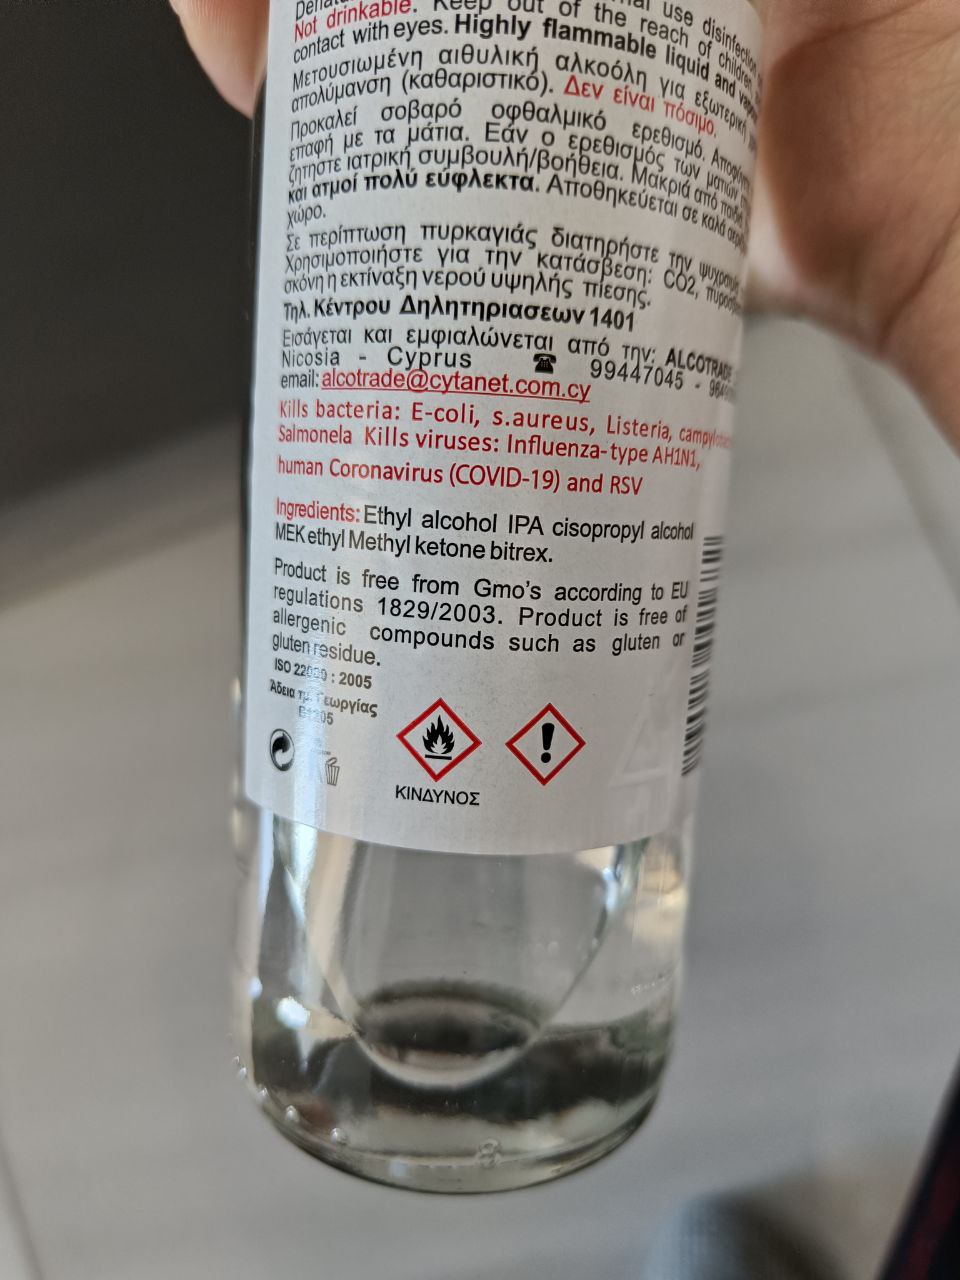 Not drinkable. Keep out of the reach of children
contact with eyes. Highly flammable liquid and
Μετουσιωμένη αιθυλική αλκοόλη για εξωτερική
απολύμανση (καθαριστικό). Δεν είναι πόσιμο.
Προκαλεί σοβαρό οφθαλμικό ερεθισμό.
επαφή με τα μάτια. Εάν ο ερεθισμός των ματιών
ζητήστε ιατρική συμβουλή/βοήθεια. Μακριά από παιδιά
και ατμοί πολύ εύφλεκτα. Αποθηκεύεται σε καλά
χώρο.
Σε περίπτωση πυρκαγιάς διατηρήστε την
Χρησιμοποιήστε για την κατάσβεση: CO2,
σκόνη η εκτίναξη νερού υψηλής πίεσης.
Τηλ. Κέντρου Δηλητηριασεων 1401
Εισάγεται και εμφιαλώνεται από την: ALCOTRADE
Nicosia - Cyprus ☎ 99447045 -
email: alcotrade@cytanet.com.cy
Kills bacteria: E-coli, s.aureus, Listeria,
Salmonela Kills viruses: Influenza-type AH1N1,
human Coronavirus (COVID-19) and RSV
Ingredients: Ethyl alcohol IPA cisopropyl alcohol
MEK ethyl Methyl ketone bitrex.
Product is free from Gmo's according to EU
regulations 1829/2003. Product is free of
allergenic compounds such as gluten or
gluten residue.
ISO 22000 : 2005
Άδεια τμ. Γεωργίας
ΚΙΝΔΥΝΟΣ